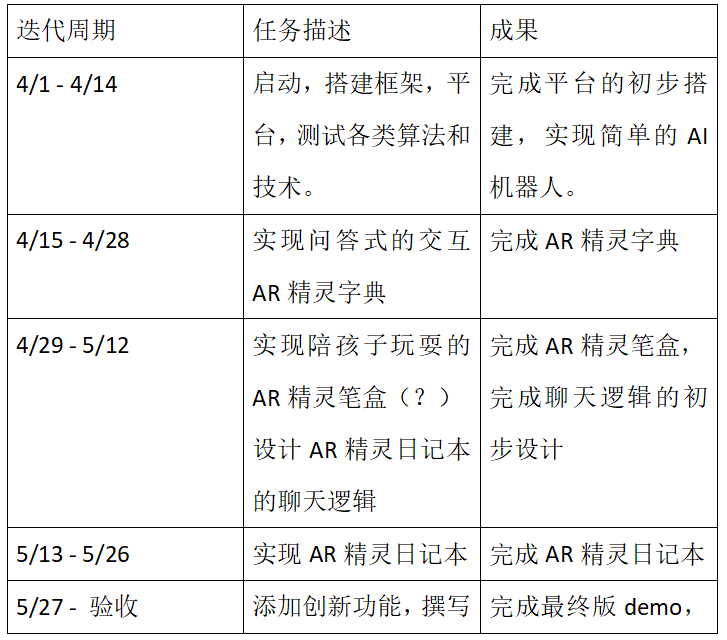 迭代周期 任务描述 成果
4/1 - 4/14 启动，搭建框架，平 完成平台的初步搭
台，测试各类算法和 建，实现简单的 AI
技术。 机器人。
4/15 - 4/28 实现问答式的交互 完成 AR 精灵字典
AR 精灵字典
4/29 - 5/12 实现陪孩子玩耍的 完成 AR 精灵笔盒，
AR 精灵笔盒（？） 完成聊天逻辑的初
设计 AR 精灵日记本 步设计
的聊天逻辑
5/13 - 5/26 实现 AR 精灵日记本 完成 AR 精灵日记本
5/27 - 验收 添加创新功能，撰写 完成最终版 demo，